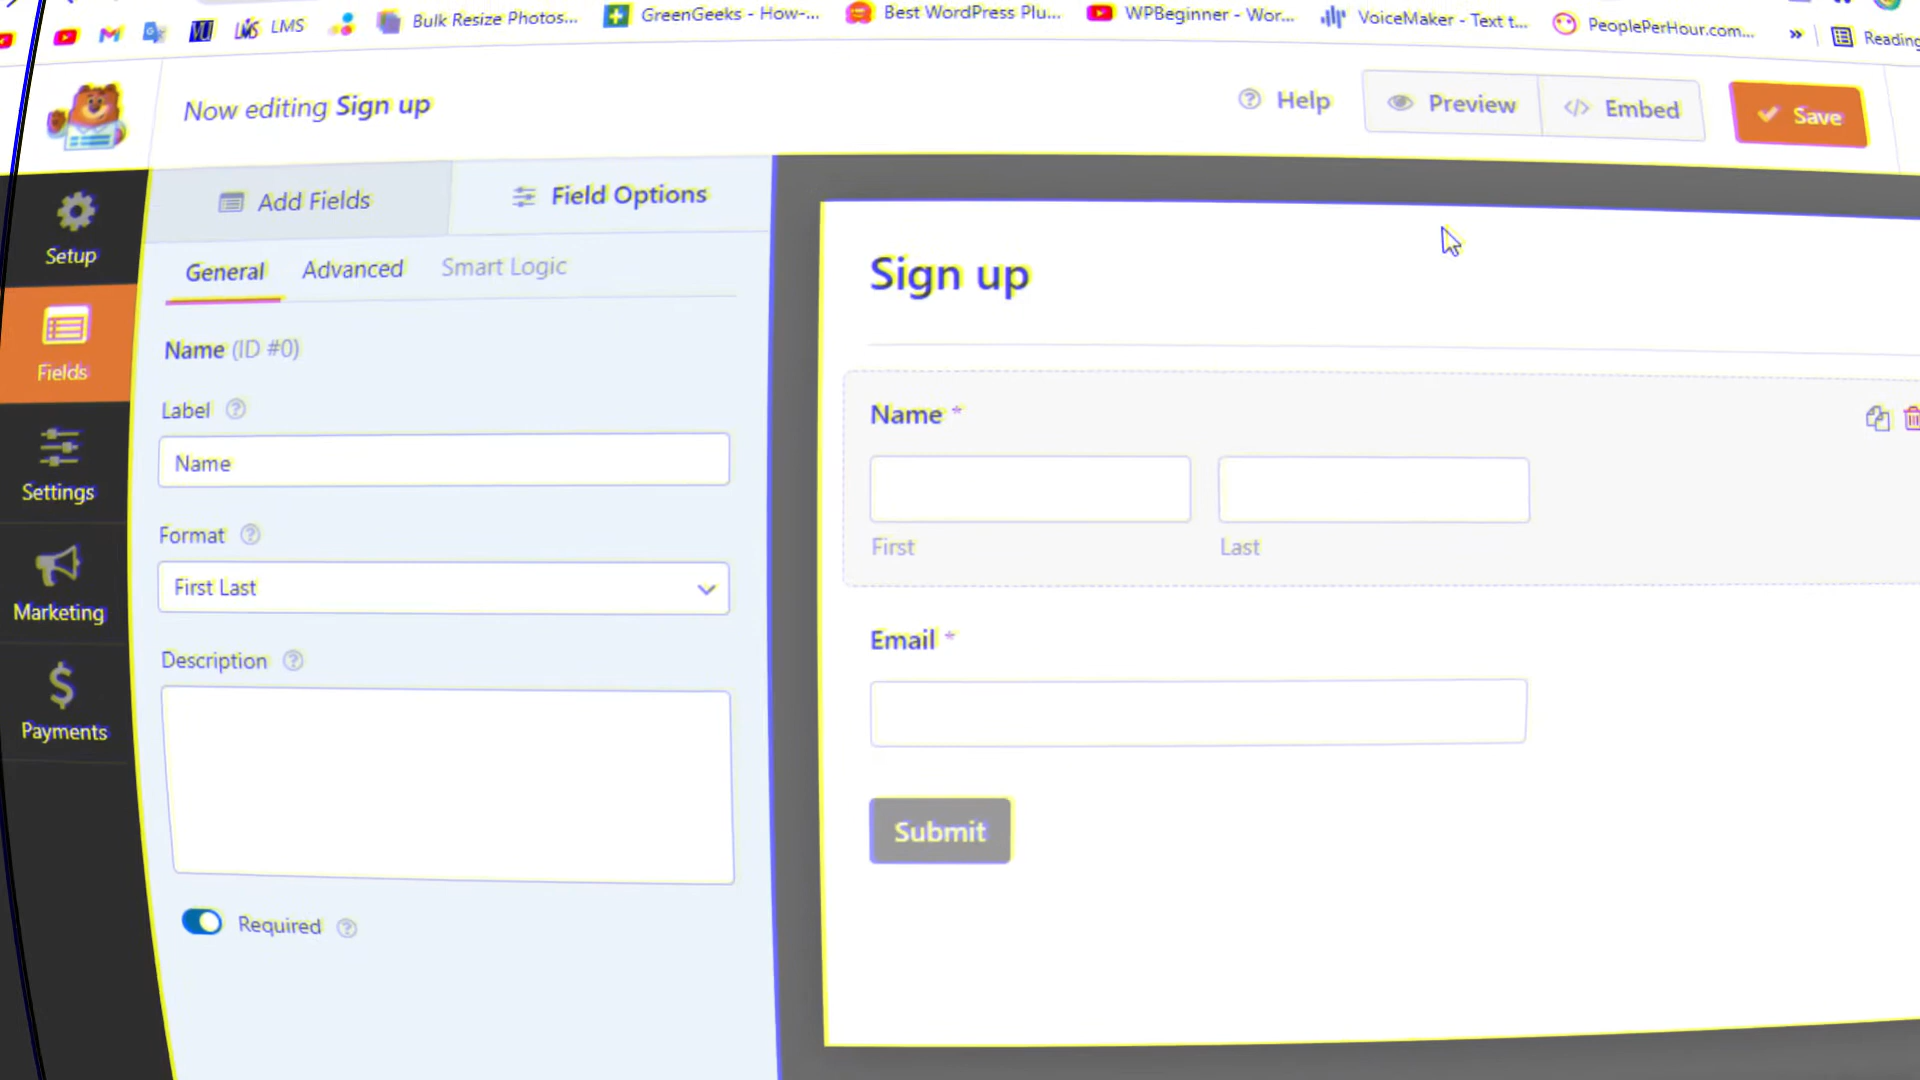 LMS
Bulk Resize Photos...
GreenGeeks - How-...
Best WordPress Plu...
WPBeginner - Wor...
VoiceMaker - Text t...
PeoplePerHour.com...
»
Reading
Now editing Sign up
Help
Preview
Embed
Save
Setup
Fields
Settings
Marketing
Payments
Add Fields
Field Options
General
Advanced
Smart Logic
Name (ID #0)
Label
Name
Format
First Last
Description
Required
Sign up
Name *
First
Last
Email *
Submit